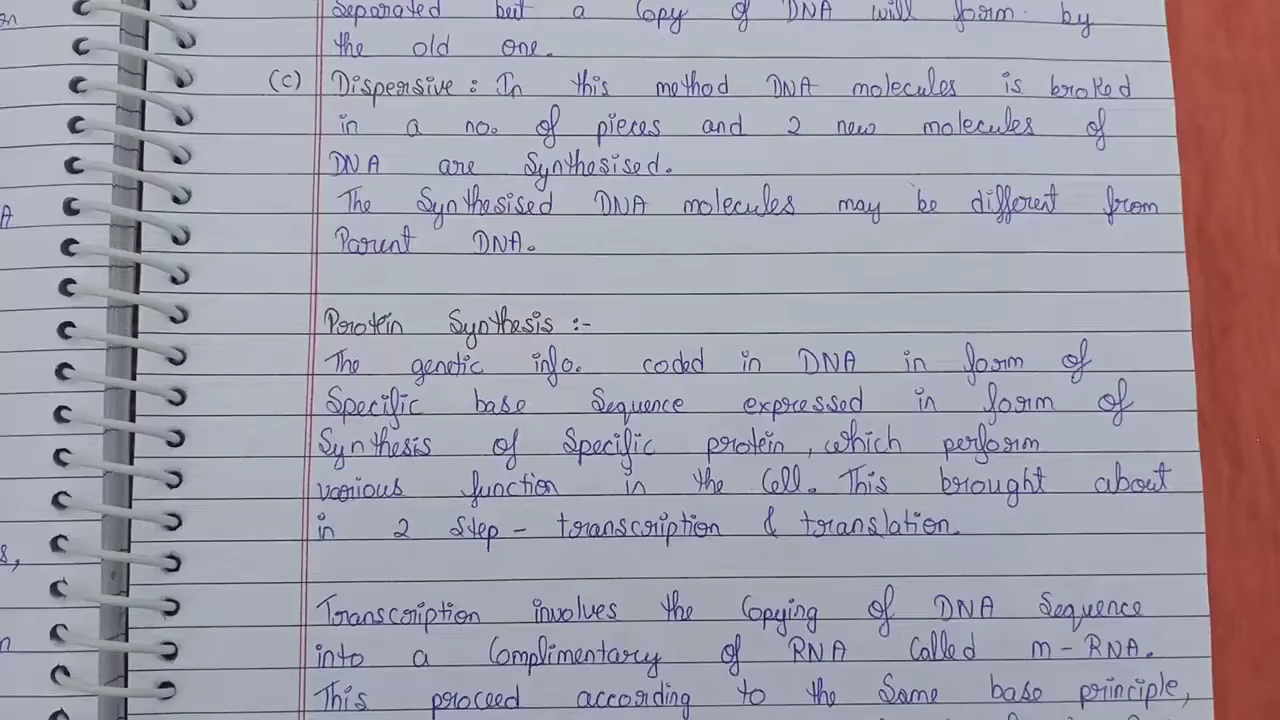 Separated but a Copy of DNA will form by
the old one.
(C) Dispersive : In this method DNA molecules is broked
in a no. of pieces and 2 new molecules of
DNA are Synthesised.
The Synthesised DNA molecules may be different from
Parent DNA.
Protein Synthesis :-
The genetic info. coded in DNA in form of
Specific base Sequence expressed in form of
Synthesis of Specific protein, which perform
various function in the Cell. This brought about
in 2 Step - transcription & translation.
Transcription involves the Copying of DNA Sequence
into a Complimentary of RNA Called m-RNA.
This proceed according to the Same base principle,